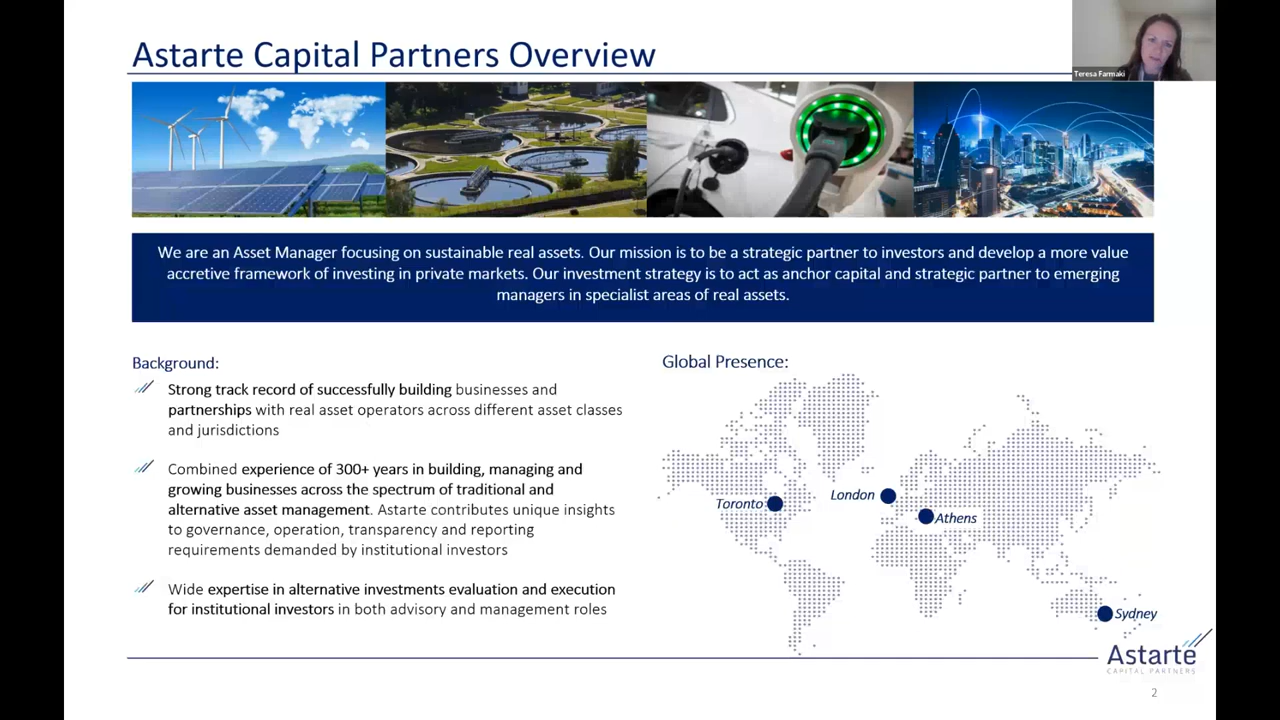 Astarte Capital Partners Overview
Teresa Farmaki
We are an Asset Manager focusing on sustainable real assets. Our mission is to be a strategic partner to investors and develop a more value
accretive framework of investing in private markets. Our investment strategy is to act as anchor capital and strategic partner to emerging
managers in specialist areas of real assets.
Background:
Strong track record of successfully building businesses and
partnerships with real asset operators across different asset classes
and jurisdictions
Combined experience of 300+ years in building, managing and
growing businesses across the spectrum of traditional and
alternative asset management. Astarte contributes unique insights
to governance, operation, transparency and reporting
requirements demanded by institutional investors
Wide expertise in alternative investments evaluation and execution
for institutional investors in both advisory and management roles
Global Presence:
Toronto
London
Athens
Sydney
Astarte
CAPITAL PARTNERS
2